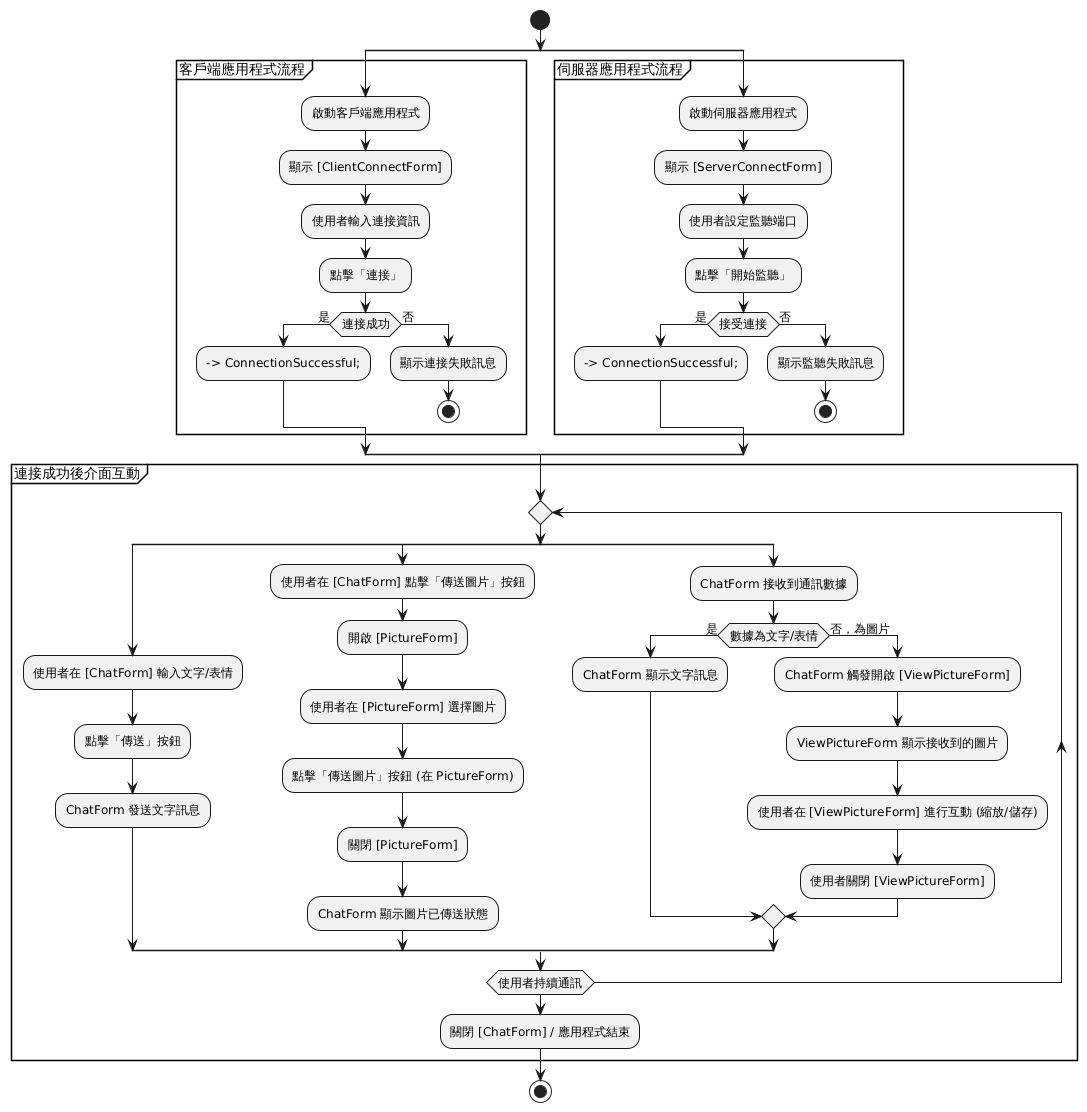 客戶端應用程式流程
啟動客戶端應用程式
顯示 [ClientConnectForm]
使用者輸入連接資訊
點擊「連接」
是
連接成功
否
-> ConnectionSuccessful;
顯示連接失敗訊息
伺服器應用程式流程
啟動伺服器應用程式
顯示 [ServerConnectForm]
使用者設定監聽端口
點擊「開始監聽」
是
接受連接
否
-> ConnectionSuccessful;
顯示監聽失敗訊息
連接成功後介面互動
使用者在 [ChatForm] 輸入文字/表情
點擊「傳送」按鈕
ChatForm 發送文字訊息
使用者在 [ChatForm] 點擊「傳送圖片」按鈕
開啟 [PictureForm]
使用者在 [PictureForm] 選擇圖片
點擊「傳送圖片」按鈕 (在 PictureForm)
關閉 [PictureForm]
ChatForm 顯示圖片已傳送狀態
ChatForm 接收到通訊數據
是
數據為文字/表情
否，為圖片
ChatForm 顯示文字訊息
ChatForm 觸發開啟 [ViewPictureForm]
ViewPictureForm 顯示接收到的圖片
使用者在 [ViewPictureForm] 進行互動 (縮放/儲存)
使用者關閉 [ViewPictureForm]
使用者持續通訊
關閉 [ChatForm] / 應用程式結束